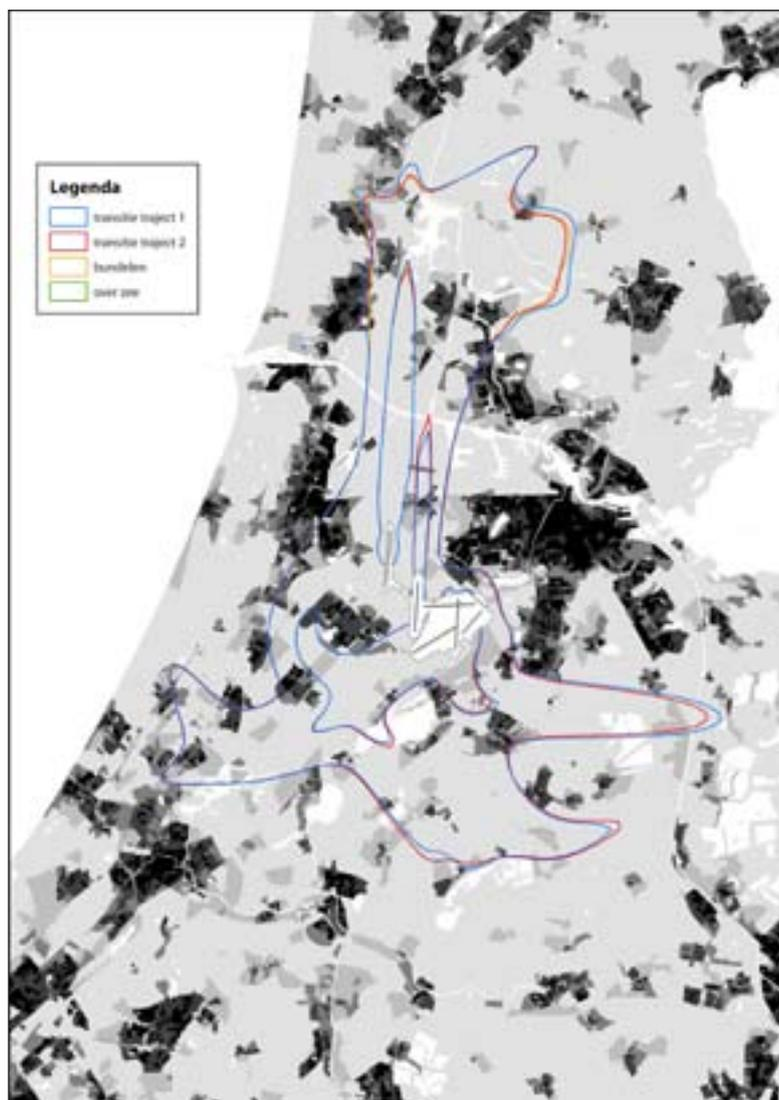 Legenda
transitie traject 1
transitie traject 2
bundelen
over zee